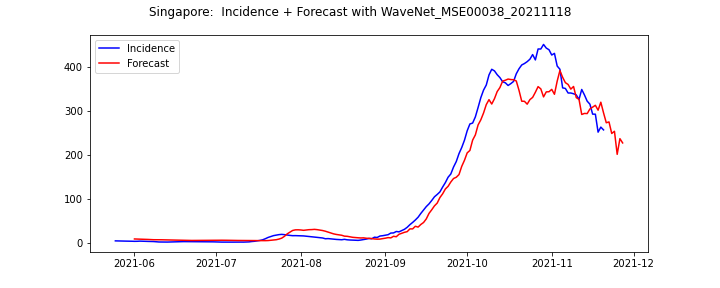 Singapore:  Incidence + Forecast with WaveNet_MSE00038_20211118
Incidence
Forecast
400
300
200
100
0
2021-06 2021-07 2021-08 2021-09 2021-10 2021-11 2021-12